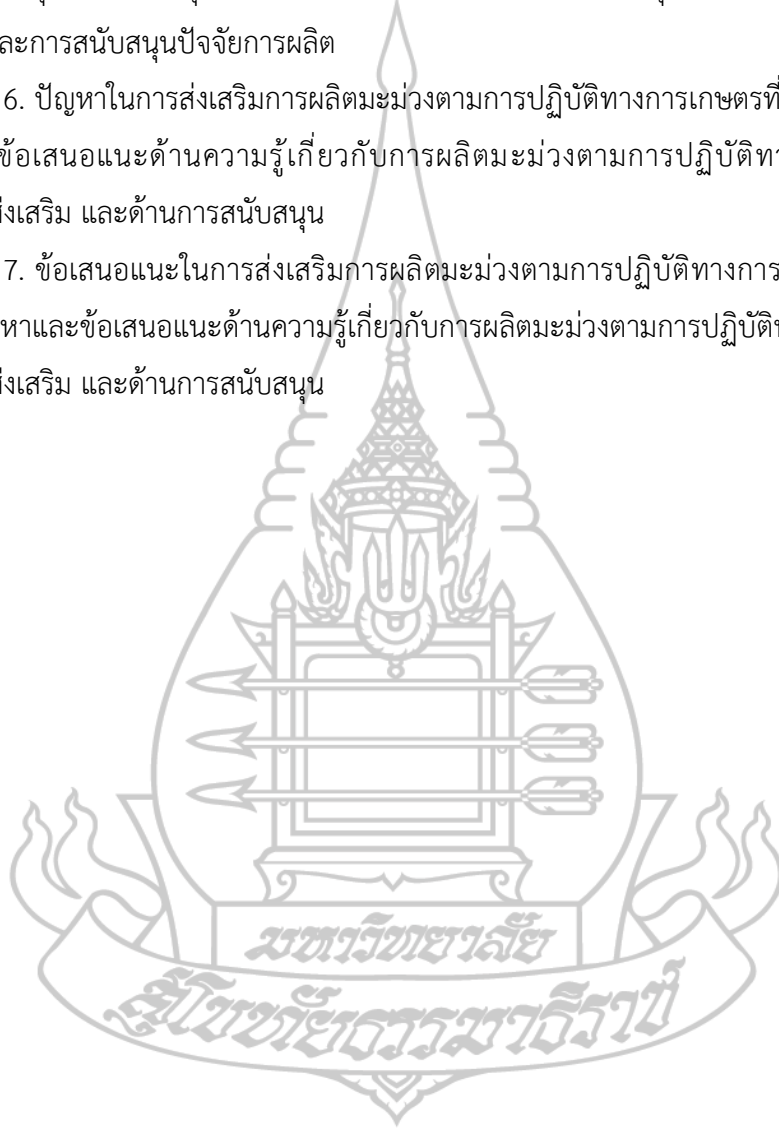 ละการสนับสนุนปัจจัยการผลิต
6. ปัญหาในการส่งเสริมการผลิตมะม่วงตามการปฏิบัติทางการเกษตรที่
ข้อเสนอแนะด้านความรู้เกี่ยวกับการผลิตมะม่วงตามการปฏิบัติทา
ส่งเสริม และด้านการสนับสนุน
7. ข้อเสนอแนะในการส่งเสริมการผลิตมะม่วงตามการปฏิบัติทางการ
หาและข้อเสนอแนะด้านความรู้เกี่ยวกับการผลิตมะม่วงตามการปฏิบัติ
ส่งเสริม และด้านการสนับสนุน
มหาวิทยาลัย
สุโขทัยธรรมาธิราช